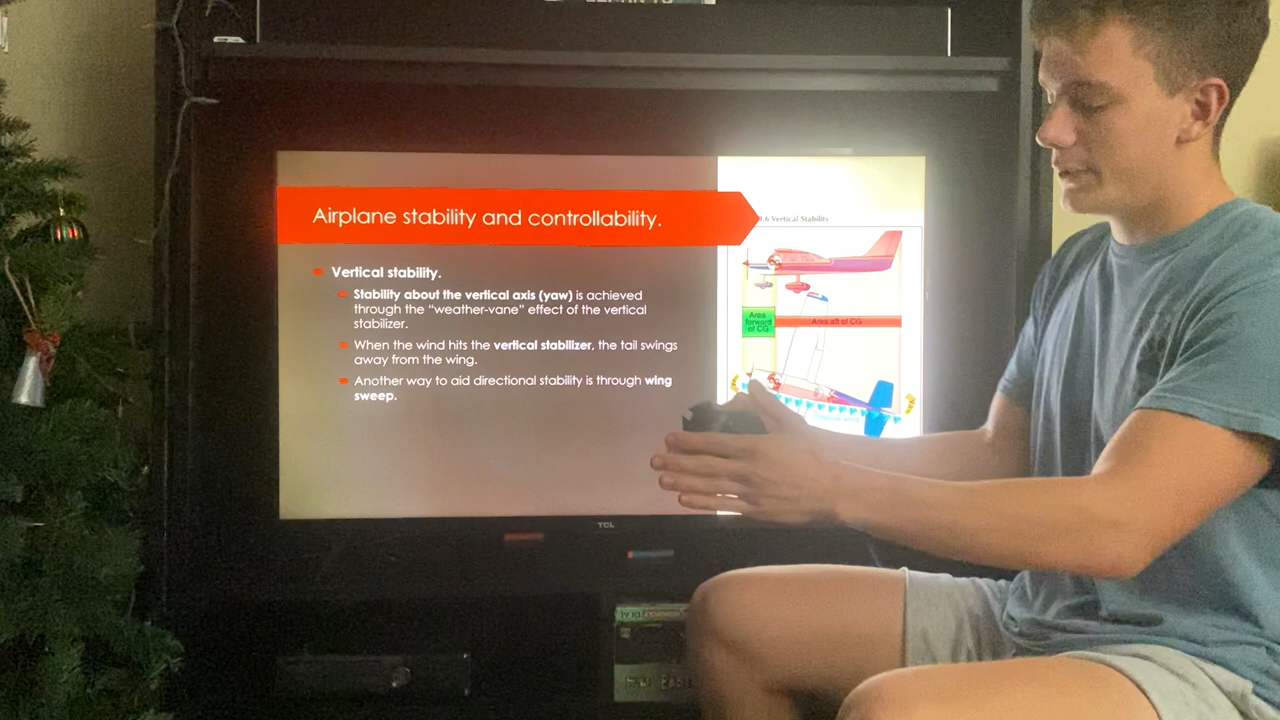 Airplane stability and controllability.
Vertical stability.
Stability about the vertical axis (yaw) is achieved
through the “weather-vane” effect of the vertical
stabilizer.
When the wind hits the vertical stabilizer, the tail swings
away from the wing.
Another way to aid directional stability is through wing
sweep.
.6 Vertical Stability
Area
forward
of CG
Area aft of CG
TCL